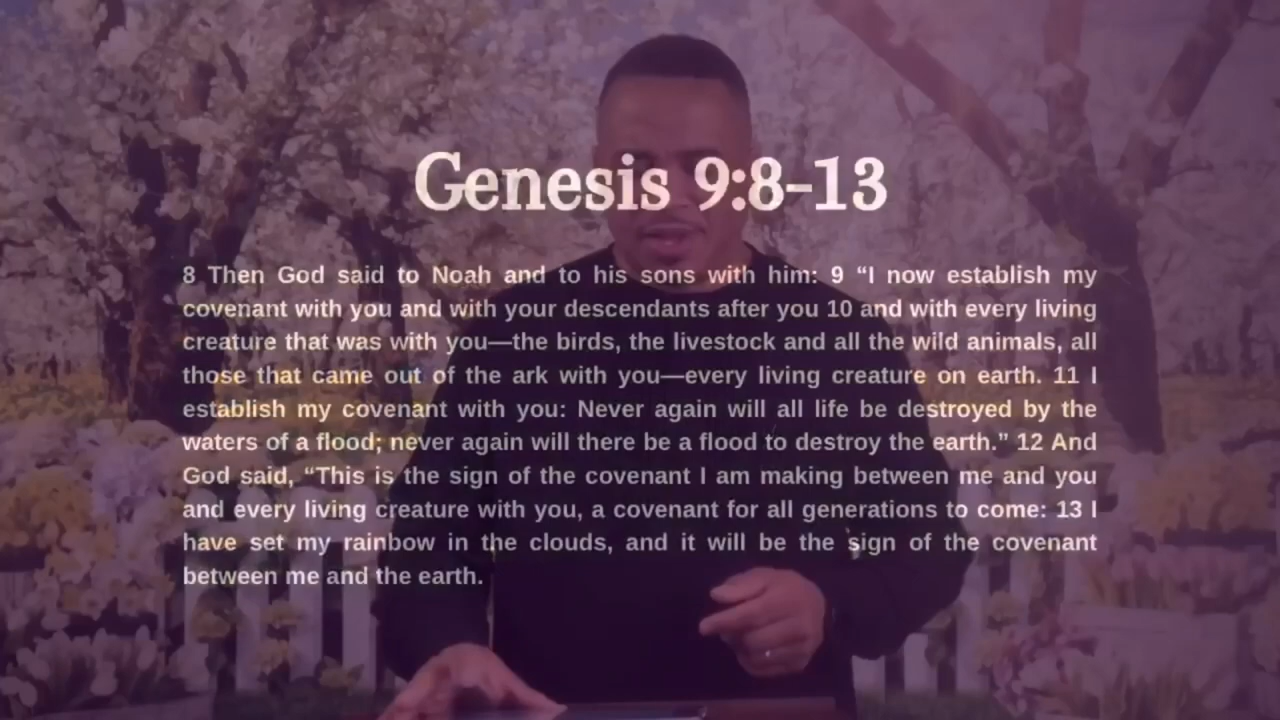 Genesis 9:8-13
8 Then God said to Noah and to his sons with him: 9 “I now establish my
covenant with you and with your descendants after you 10 and with every living
creature that was with you—the birds, the livestock and all the wild animals, all
those that came out of the ark with you—every living creature on earth. 11 I
establish my covenant with you: Never again will all life be destroyed by the
waters of a flood; never again will there be a flood to destroy the earth.” 12 And
God said, “This is the sign of the covenant I am making between me and you
and every living creature with you, a covenant for all generations to come: 13 I
have set my rainbow in the clouds, and it will be the sign of the covenant
between me and the earth.